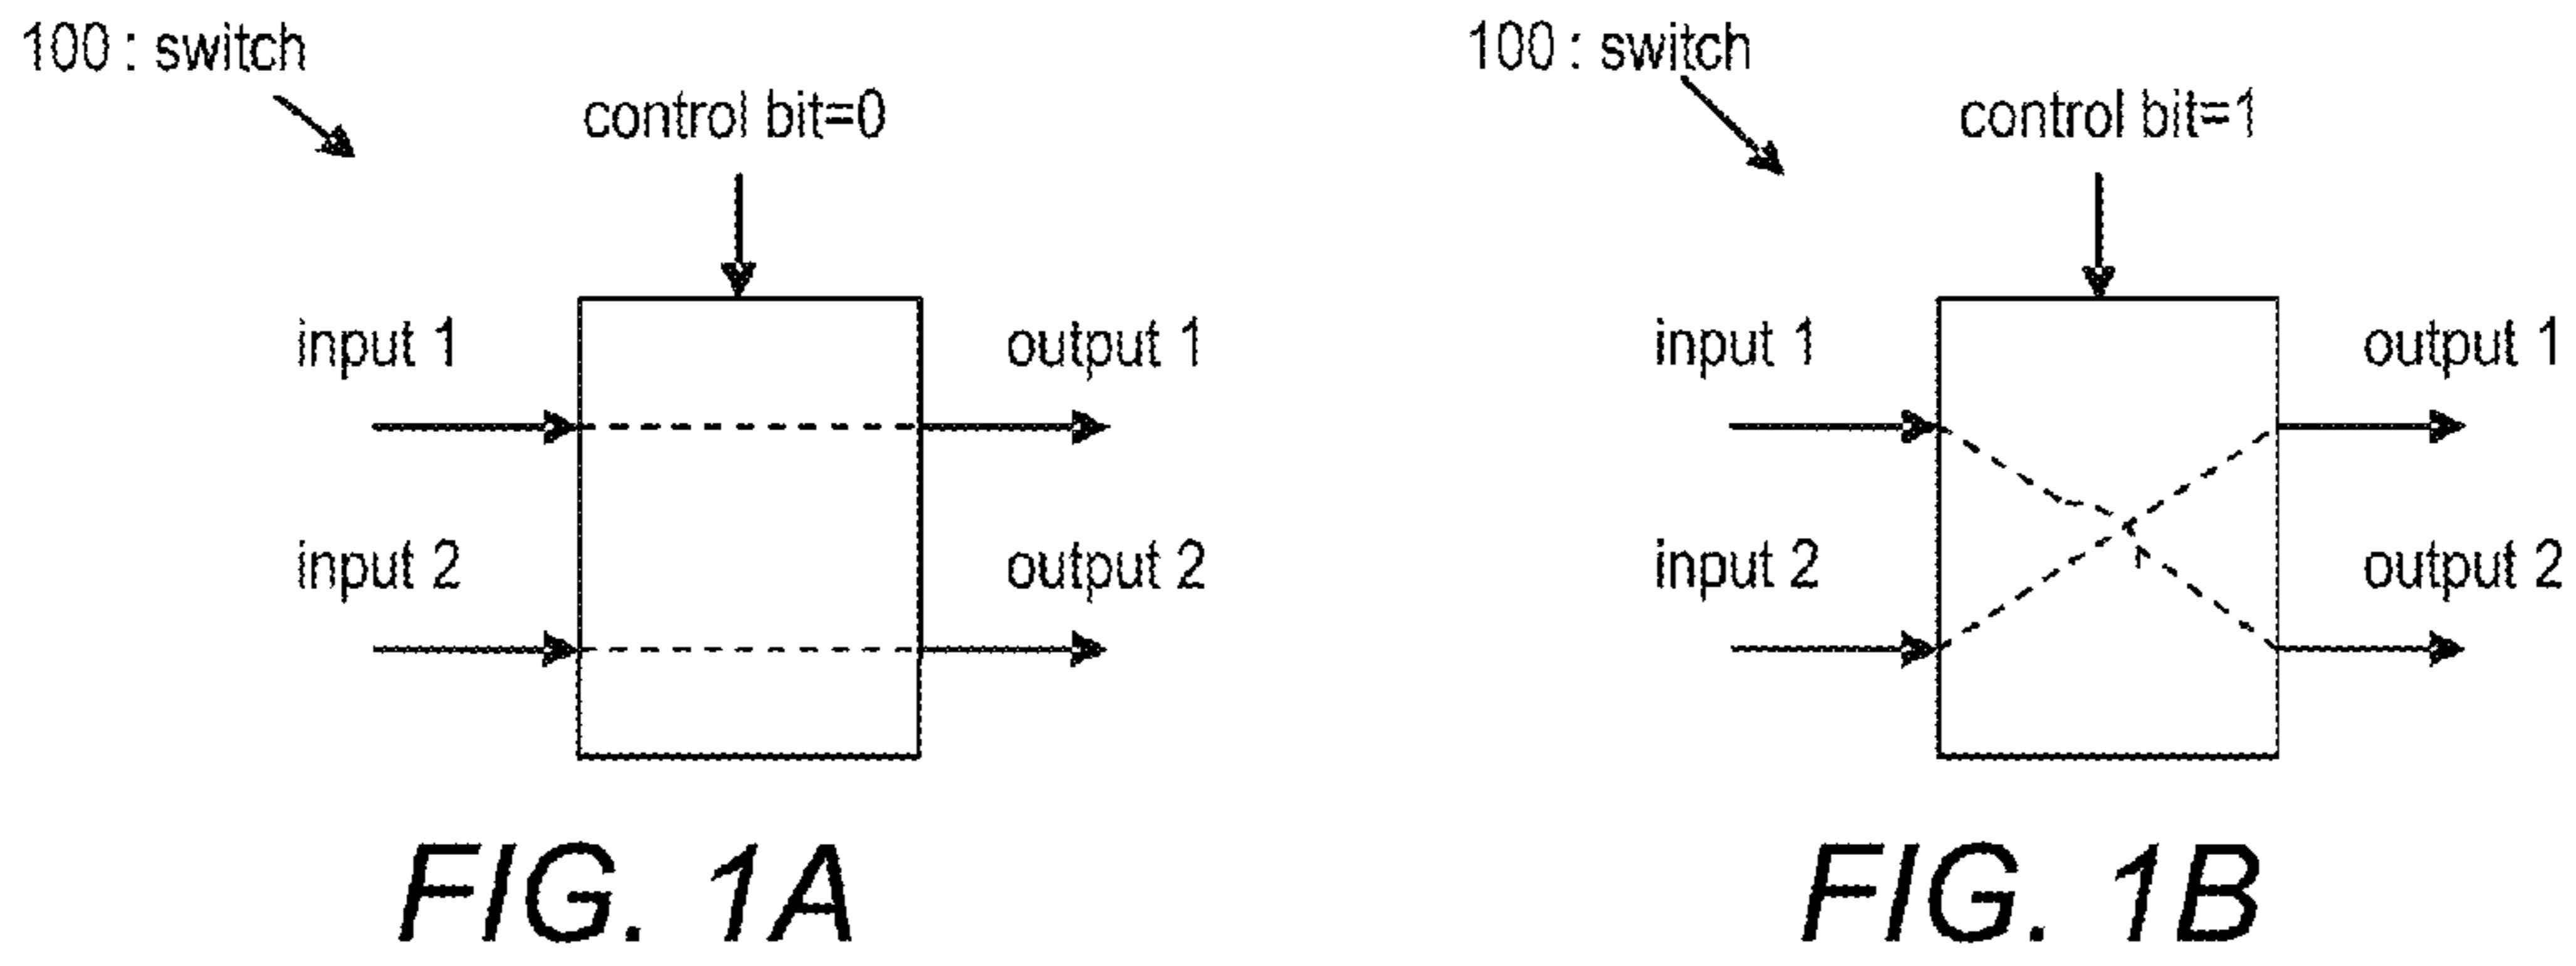 100 : switch
control bit=0
input 1
output 1
input 2
output 2
FIG. 1A
100 : switch
control bit=1
input 1
output 1
input 2
output 2
FIG. 1B